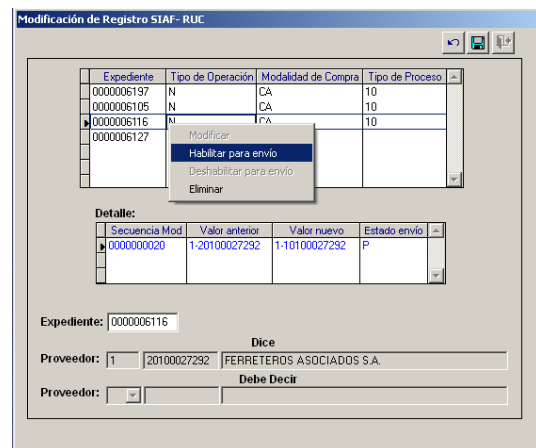 Modificación de Registro SIAF- RUC
Expediente Tipo de Operación Modalidad de Compra Tipo de Proceso
0000006197 N CA 10
0000006105 N CA 10
0000006116 N CA 10
0000006127
Modificar
Habilitar para envío
Deshabilitar para envío
Eliminar
Detalle:
Secuencia Mod Valor anterior Valor nuevo Estado envío
0000000020 1-20100027292 1-10100027292 P
Expediente: 0000006116
Dice
Proveedor: 1 20100027292 FERRETEROS ASOCIADOS S.A.
Debe Decir
Proveedor: